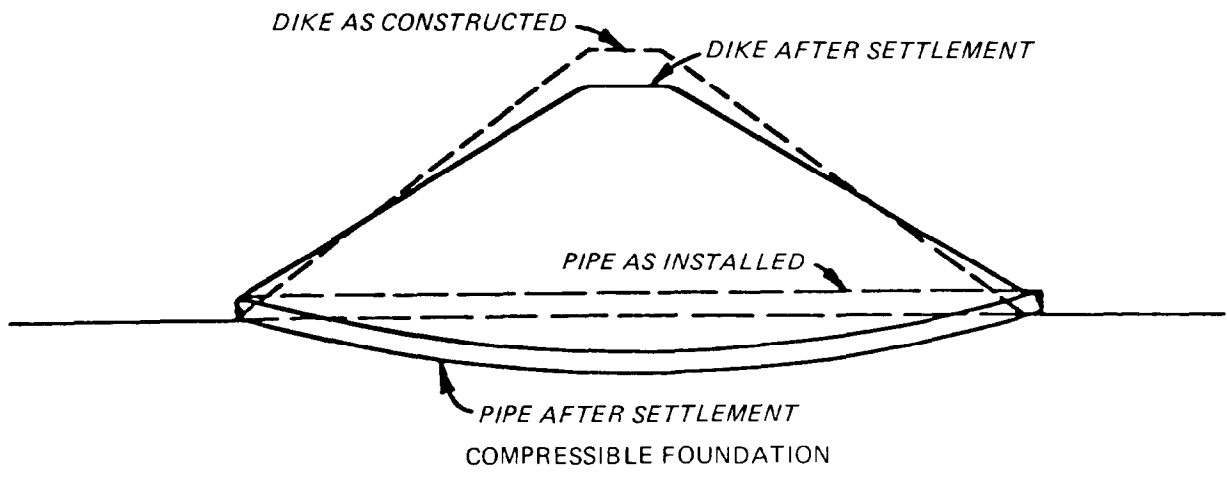 DIKE AS CONSTRUCTED
DIKE AFTER SETTLEMENT
PIPE AS INSTALLED
PIPE AFTER SETTLEMENT
COMPRESSIBLE FOUNDATION